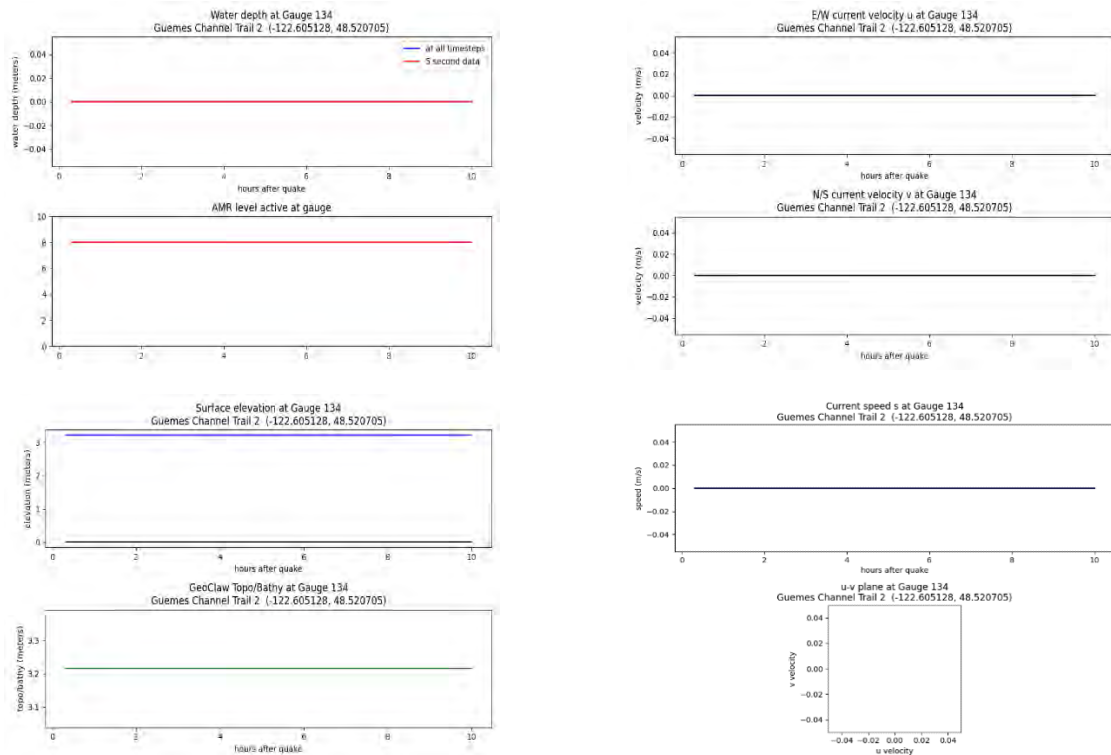 Water depth at Gauge 134
Guemes Channel Trail 2 (-122.605128, 48.520705)
at all timesteps
5 second data
0.04
0.02
0.00
−0.02
−0.04
water depth (meters)
0 2 4 6 8 10
hours after quake
AMR level active at gauge
10
8
6
4
2
0
0 2 4 6 8 10
hours after quake
Surface elevation at Gauge 134
Guemes Channel Trail 2 (-122.605128, 48.520705)
3
2
1
0
elevation (meters)
0 2 4 6 8 10
hours after quake
GeoClaw Topo/Bathy at Gauge 134
Guemes Channel Trail 2 (-122.605128, 48.520705)
3.3
3.2
3.1
topo/bathy (meters)
0 2 4 6 8 10
hours after quake
E/W current velocity u at Gauge 134
Guemes Channel Trail 2 (-122.605128, 48.520705)
0.04
0.02
0.00
−0.02
−0.04
velocity (m/s)
0 2 4 6 8 10
hours after quake
N/S current velocity v at Gauge 134
Guemes Channel Trail 2 (-122.605128, 48.520705)
0.04
0.02
0.00
−0.02
−0.04
velocity (m/s)
0 2 4 6 8 10
hours after quake
Current speed s at Gauge 134
Guemes Channel Trail 2 (-122.605128, 48.520705)
0.04
0.02
0.00
−0.02
−0.04
speed (m/s)
0 2 4 6 8 10
hours after quake
u-v plane at Gauge 134
Guemes Channel Trail 2 (-122.605128, 48.520705)
0.04
0.02
0.00
−0.02
−0.04
v velocity
−0.04 −0.02 0.00 0.02 0.04
u velocity